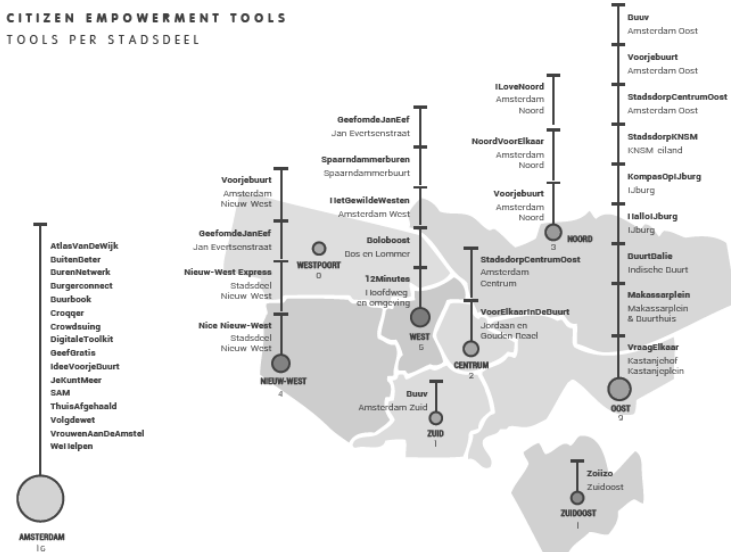 CITIZEN EMPOWERMENT TOOLS
TOOLS PER STADSDEEL
AtlasVanDeWijk
BuitenBeter
BurenNetwerk
Burgerconnect
Buurbook
Croqqer
Crowdsuing
DigitaleToolkit
GeefGratis
IdeeVoorjeBuurt
JeKuntMeer
SAM
ThuisAfgehaald
Volgdewet
VrouwenAanDeAmstel
WeHelpen
AMSTERDAM
16
Voorjebuurt
Amsterdam
Nieuw West
GeefomdeJanEef
Jan Evertsenstraat
Nieuw-West Express
Stadsdeel
Nieuw West
Nice Nieuw-West
Stadsdeel
Nieuw West
NIEUW-WEST
4
WESTPOORT
0
GeefomdeJanEef
Jan Evertsenstraat
Spaarndammerburen
Spaarndammerbuurt
HetGewildeWesten
Amsterdam West
Boloboost
Bos en Lommer
12Minutes
Hoofdweg
en omgeving
WEST
5
StadsdorpCentrumOost
Amsterdam
Centrum
VoorElkaarInDeBuurt
Jordaan en
Gouden Reael
CENTRUM
2
Buuv
Amsterdam Zuid
ZUID
1
ILoveNoord
Amsterdam
Noord
NoordVoorElkaar
Amsterdam
Noord
Voorjebuurt
Amsterdam
Noord
NOORD
3
Buuv
Amsterdam Oost
Voorjebuurt
Amsterdam Oost
StadsdorpCentrumOost
Amsterdam Oost
StadsdorpKNSM
KNSM eiland
KompasOpIJburg
IJburg
HalloIJburg
IJburg
BuurtBalie
Indische Buurt
Makassarplein
Makassarplein
& Buurthuis
VraagElkaar
Kastanjehof
Kastanjeplein
OOST
9
Zoiizo
Zuidoost
ZUIDOOST
1